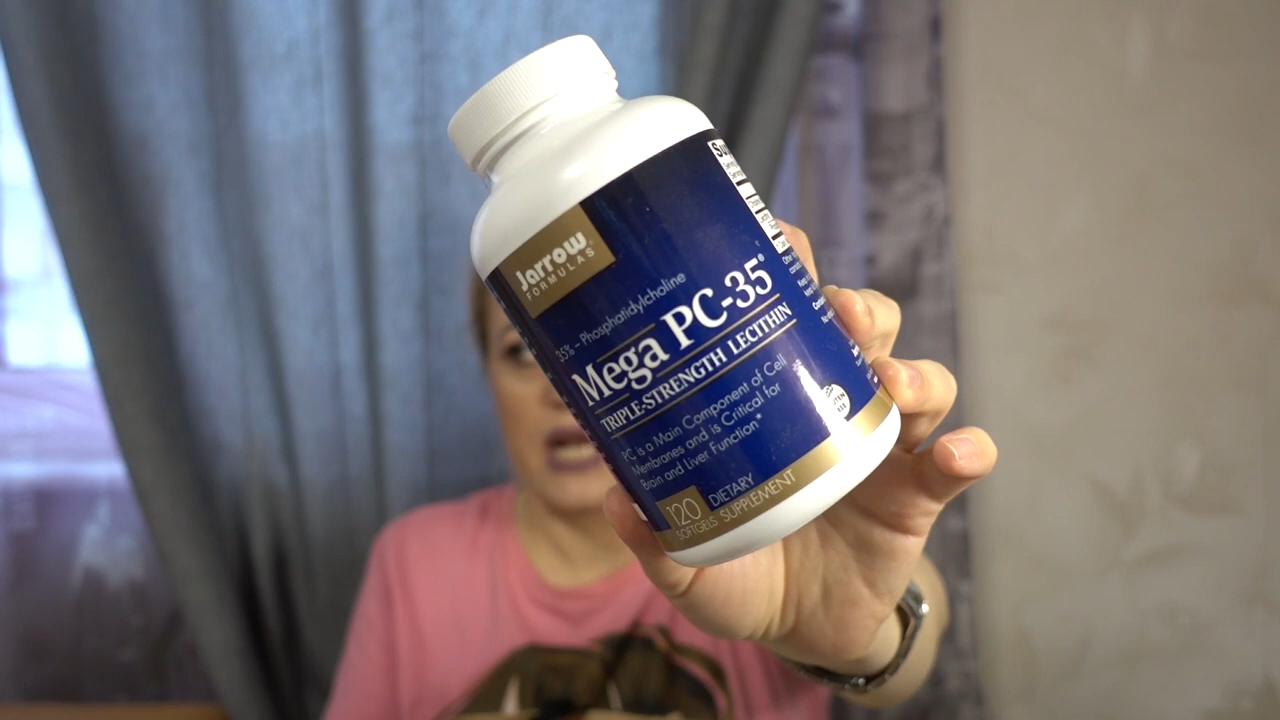 Jarrow
FORMULAS®
35% – Phosphatidylcholine
Mega PC-35®
TRIPLE-STRENGTH LECITHIN
PC is a Main Component of Cell
Membranes and is Critical for
Brain and Liver Function*
120
SOFTGELS
DIETARY
SUPPLEMENT